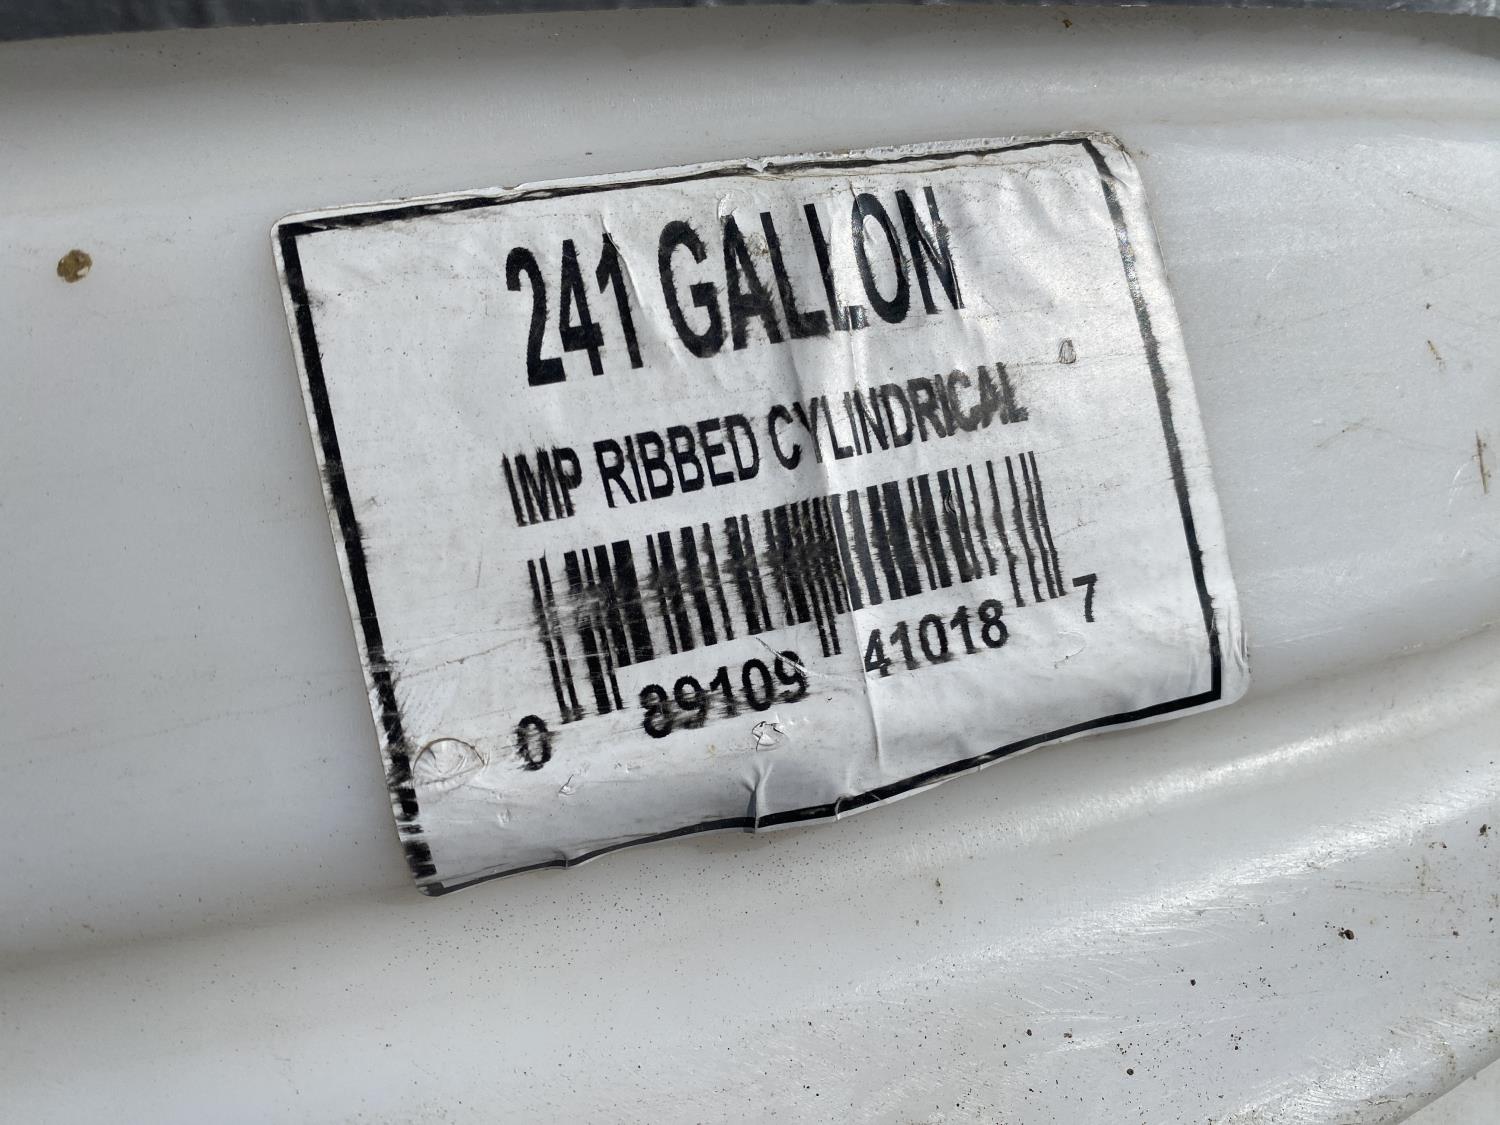 241 GALLON
IMP RIBBED CYLINDRICAL
0 89109 41018 7